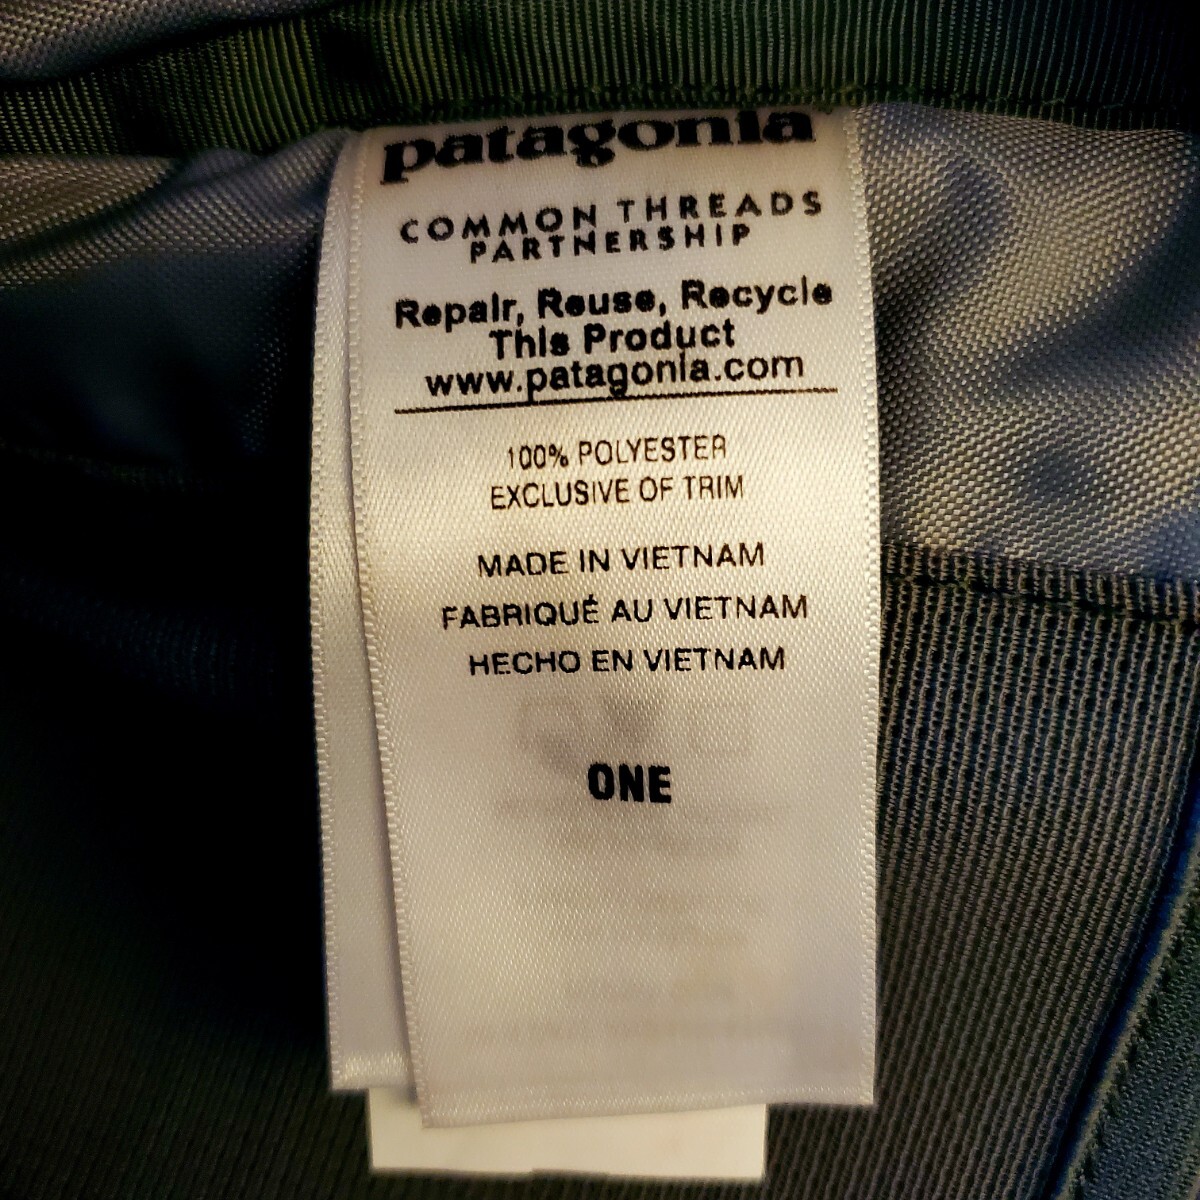 patagonia
COMMON THREADS
PARTNERSHIP
Repair, Reuse, Recycle
This Product
www.patagonia.com
100% POLYESTER
EXCLUSIVE OF TRIM
MADE IN VIETNAM
FABRIQUÉ AU VIETNAM
HECHO EN VIETNAM
ONE